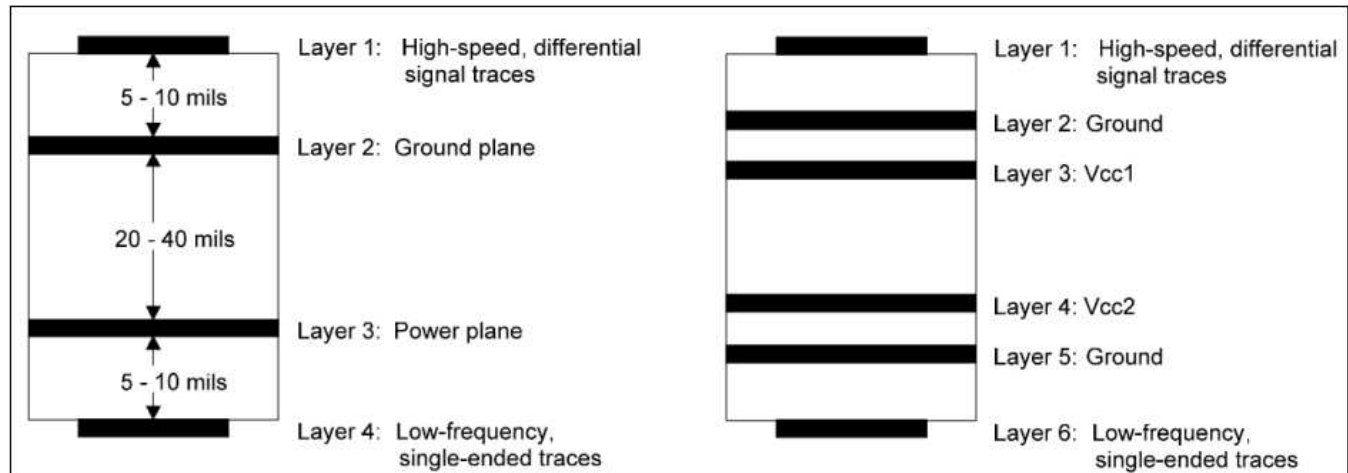 Layer 1: High-speed, differential
signal traces
5 - 10 mils
Layer 2: Ground plane
20 - 40 mils
Layer 3: Power plane
5 - 10 mils
Layer 4: Low-frequency,
single-ended traces
Layer 1: High-speed, differential
signal traces
Layer 2: Ground
Layer 3: Vcc1
Layer 4: Vcc2
Layer 5: Ground
Layer 6: Low-frequency,
single-ended traces